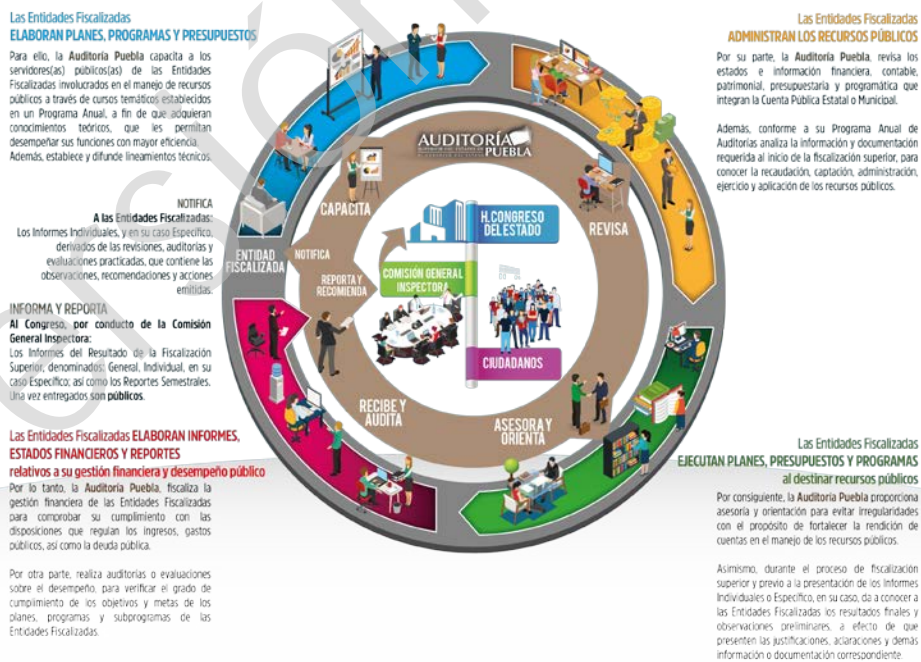 Las Entidades Fiscalizadas
ELABORAN PLANES, PROGRAMAS Y PRESUPUESTOS
Para ello, la Auditoría Puebla capacita a los
servidores(as) públicos(as) de las Entidades
Fiscalizadas involucrados en el manejo de recursos
públicos a través de cursos temáticos establecidos
en un Programa Anual, a fin de que adquieran
conocimientos teóricos, que les permitan
desempeñar sus funciones con mayor eficiencia.
Además, establece y difunde lineamientos técnicos.
NOTIFICA
A las Entidades Fiscalizadas:
Los Informes Individuales, y en su caso Específico,
derivados de las revisiones, auditorías y
evaluaciones practicadas, que contiene las
observaciones, recomendaciones y acciones
emitidas.
INFORMA Y REPORTA
Al Congreso, por conducto de la Comisión
General Inspectora:
Los Informes del Resultado de la Fiscalización
Superior, denominados: General, Individual, en su
caso Específico; así como los Reportes Semestrales.
Una vez entregados son públicos.
Las Entidades Fiscalizadas ELABORAN INFORMES,
ESTADOS FINANCIEROS Y REPORTES
relativos a su gestión financiera y desempeño público
Por lo tanto, la Auditoría Puebla, fiscaliza la
gestión financiera de las Entidades Fiscalizadas
para comprobar su cumplimiento con las
disposiciones que regulan los ingresos, gastos
públicos, así como la deuda pública.
Por otra parte, realiza auditorías o evaluaciones
sobre el desempeño, para verificar el grado de
cumplimiento de los objetivos y metas de los
planes, programas y subprogramas de las
Entidades Fiscalizadas.
AUDITORÍA
PUEBLA
CAPACITA
H. CONGRESO
DEL ESTADO
REVISA
ENTIDAD
FISCALIZADA
NOTIFICA
REPORTA Y
RECOMIENDA
COMISIÓN GENERAL
INSPECTORA
CIUDADANOS
RECIBE Y
AUDITA
ASESORA Y
ORIENTA
Las Entidades Fiscalizadas
ADMINISTRAN LOS RECURSOS PÚBLICOS
Por su parte, la Auditoría Puebla, revisa los
estados e información financiera, contable,
patrimonial, presupuestaria y programática que
integran la Cuenta Pública Estatal o Municipal.
Además, conforme a su Programa Anual de
Auditorías analiza la información y documentación
requerida al inicio de la fiscalización superior, para
conocer la recaudación, captación, administración,
ejercicio y aplicación de los recursos públicos.
Las Entidades Fiscalizadas
EJECUTAN PLANES, PRESUPUESTOS Y PROGRAMAS
al destinar recursos públicos
Por consiguiente, la Auditoría Puebla proporciona
asesoría y orientación para evitar irregularidades
con el propósito de fortalecer la rendición de
cuentas en el manejo de los recursos públicos.
Asimismo, durante el proceso de fiscalización
superior y previo a la presentación de los Informes
Individuales o Específico, en su caso, da a conocer a
las Entidades Fiscalizadas los resultados finales y
observaciones preliminares, a efecto de que
presenten las justificaciones, aclaraciones y demás
información o documentación correspondiente.